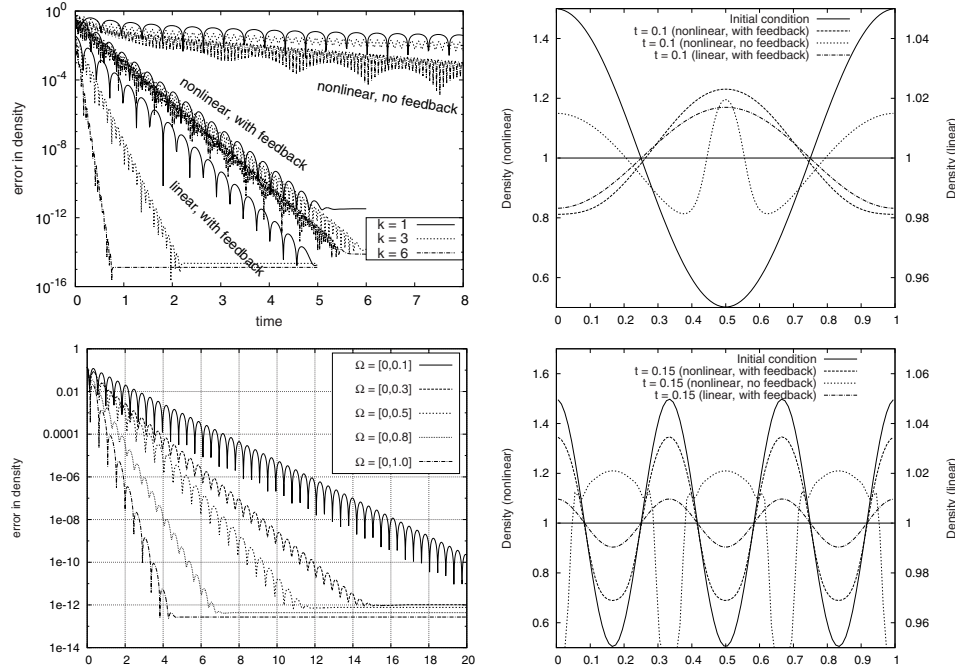 10^0
10^-4
10^-8
10^-12
10^-16
error in density
nonlinear, no feedback
nonlinear, with feedback
linear, with feedback
k = 1
k = 3
k = 6
0 1 2 3 4 5 6 7 8
time
Initial condition
t = 0.1 (nonlinear, with feedback)
t = 0.1 (nonlinear, no feedback)
t = 0.1 (linear, with feedback)
1.4
1.2
1
0.8
0.6
Density (nonlinear)
1.04
1.02
1
0.98
0.96
Density (linear)
0 0.1 0.2 0.3 0.4 0.5 0.6 0.7 0.8 0.9 1
1
0.01
0.0001
1e-06
1e-08
1e-10
1e-12
1e-14
error in density
Ω = [0,0.1]
Ω = [0,0.3]
Ω = [0,0.5]
Ω = [0,0.8]
Ω = [0,1.0]
0 2 4 6 8 10 12 14 16 18 20
Initial condition
t = 0.15 (nonlinear, with feedback)
t = 0.15 (nonlinear, no feedback)
t = 0.15 (linear, with feedback)
1.6
1.4
1.2
1
0.8
0.6
Density (nonlinear)
1.06
1.04
1.02
1
0.98
0.96
Density (linear)
0 0.1 0.2 0.3 0.4 0.5 0.6 0.7 0.8 0.9 1